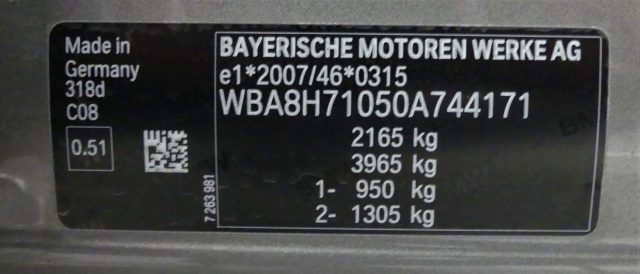 Made in
Germany
318d
C08
0.51
7 263 981
BAYERISCHE MOTOREN WERKE AG
e1*2007/46*0315
WBA8H71050A744171
2165 kg
3965 kg
1- 950 kg
2- 1305 kg